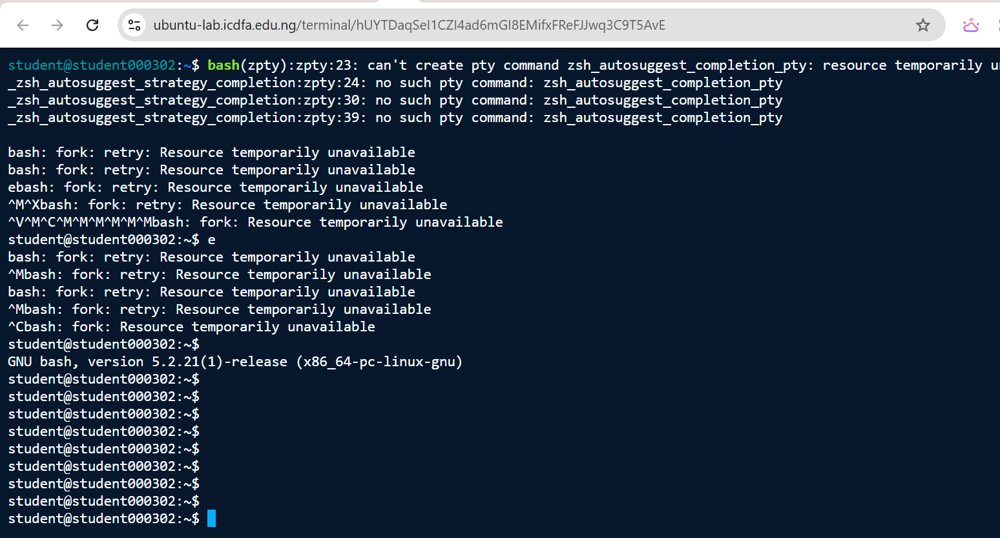 ubuntu-lab.icdfa.edu.ng/terminal/hUYTDaqSeI1CZl4ad6mGl8EMifxFReFJJwq3C9T5AvE
student@student000302:~$ bash(zpty):zpty:23: can't create pty command zsh_autosuggest_completion_pty: resource temporarily
_zsh_autosuggest_strategy_completion:zpty:24: no such pty command: zsh_autosuggest_completion_pty
_zsh_autosuggest_strategy_completion:zpty:30: no such pty command: zsh_autosuggest_completion_pty
_zsh_autosuggest_strategy_completion:zpty:39: no such pty command: zsh_autosuggest_completion_pty
bash: fork: retry: Resource temporarily unavailable
bash: fork: retry: Resource temporarily unavailable
ebash: fork: retry: Resource temporarily unavailable
^M^Xbash: fork: retry: Resource temporarily unavailable
^V^M^C^M^M^M^M^M^Mbash: fork: Resource temporarily unavailable
student@student000302:~$ e
bash: fork: retry: Resource temporarily unavailable
^Mbash: fork: retry: Resource temporarily unavailable
bash: fork: retry: Resource temporarily unavailable
^Mbash: fork: retry: Resource temporarily unavailable
^Cbash: fork: Resource temporarily unavailable
student@student000302:~$
GNU bash, version 5.2.21(1)-release (x86_64-pc-linux-gnu)
student@student000302:~$
student@student000302:~$
student@student000302:~$
student@student000302:~$
student@student000302:~$
student@student000302:~$
student@student000302:~$
student@student000302:~$
student@student000302:~$